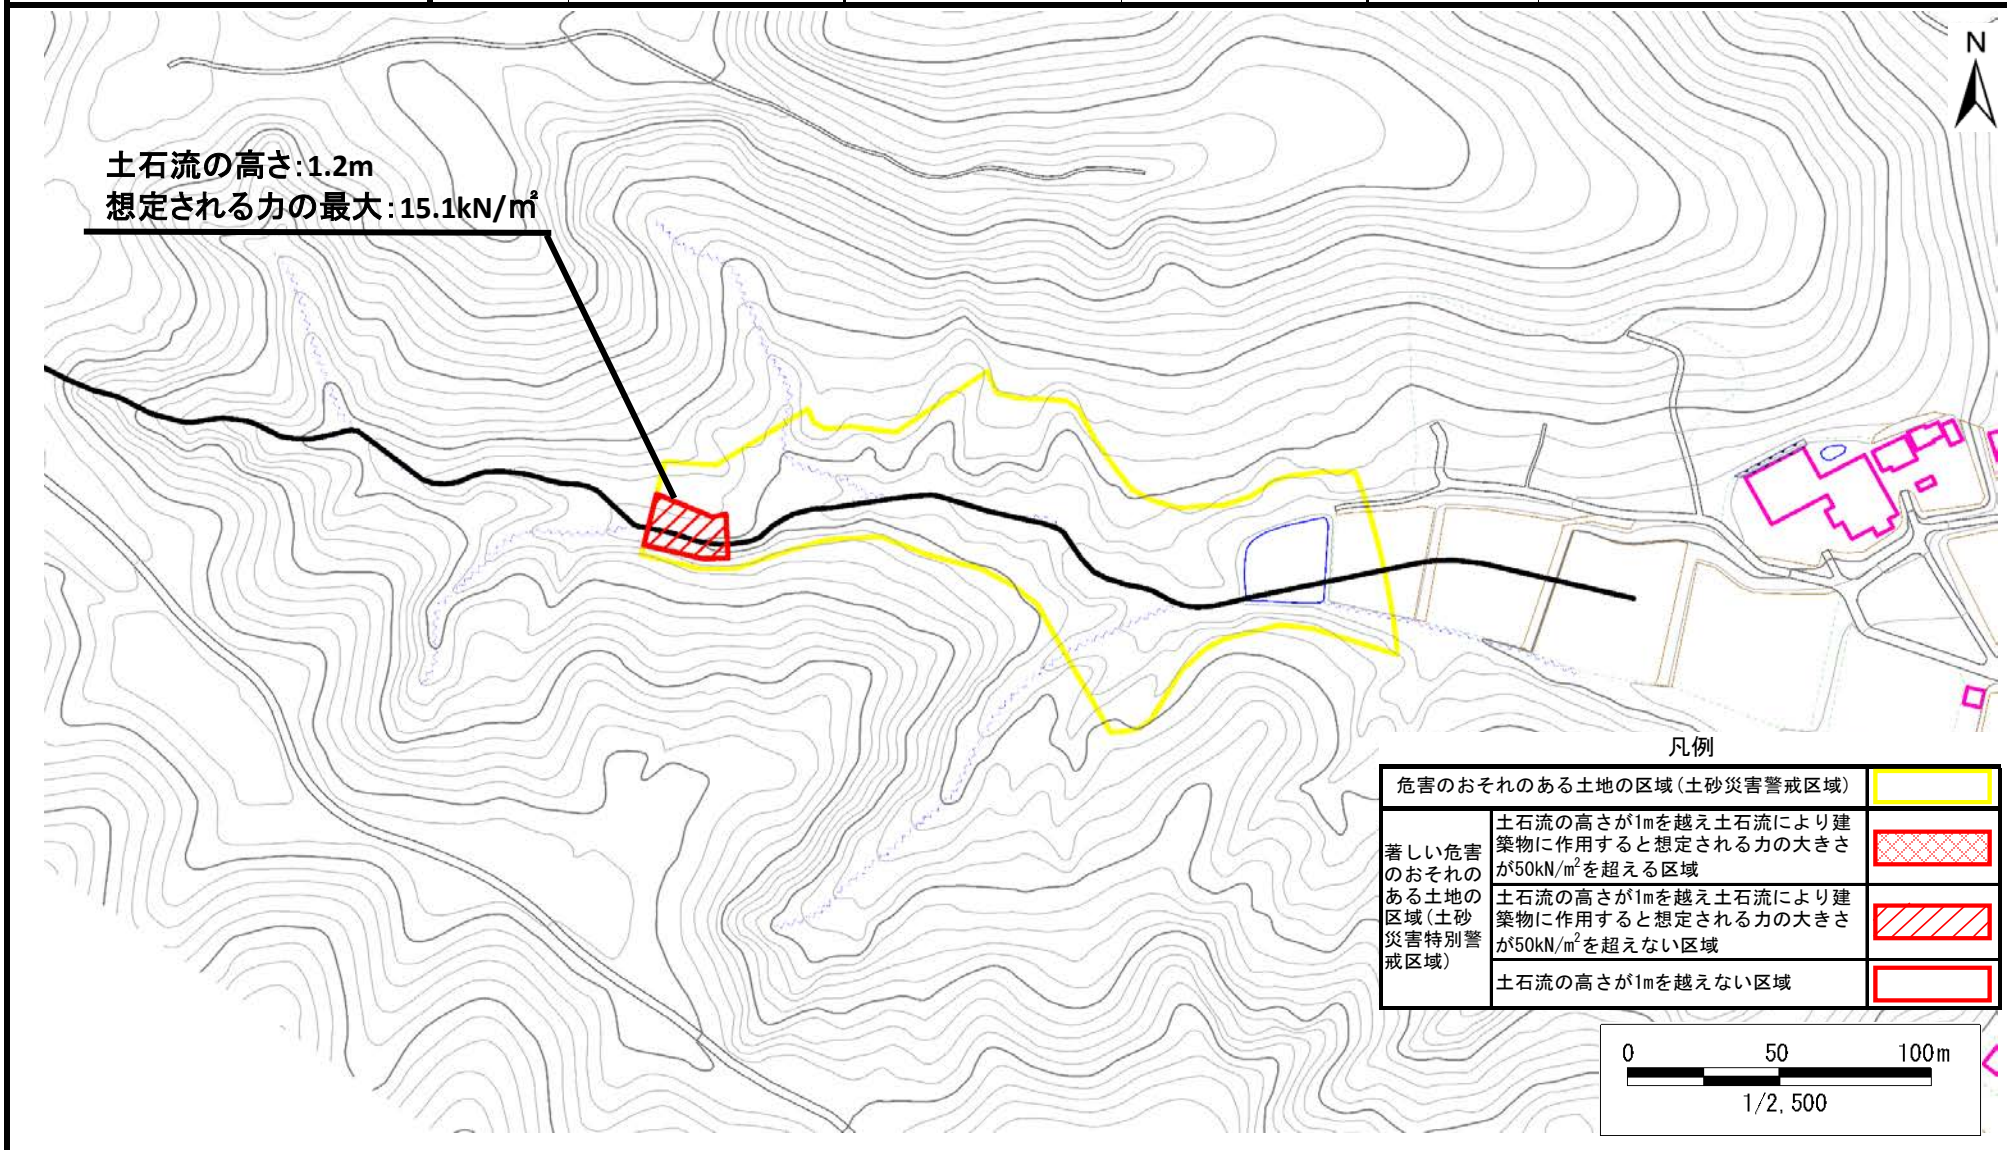 N
土石流の高さ:1.2m
想定される力の最大:15.1kN/㎡
凡例
危害のおそれのある土地の区域(土砂災害警戒区域)
著しい危害
のおそれの
ある土地の
区域(土砂
災害特別警
戒区域)
土石流の高さが1mを越え土石流により建
築物に作用すると想定される力の大きさ
が50kN/m²を超える区域
土石流の高さが1mを越え土石流により建
築物に作用すると想定される力の大きさ
が50kN/m²を超えない区域
土石流の高さが1mを越えない区域
0 50 100m
1/2,500